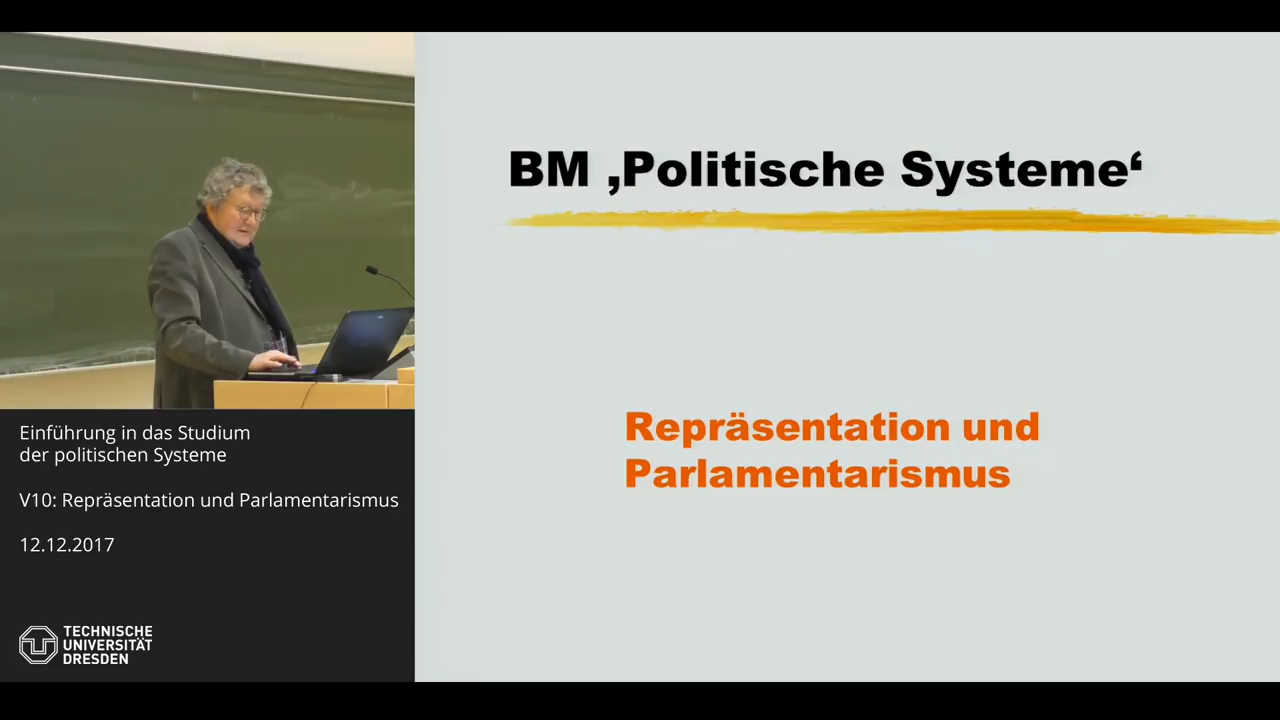 BM ‚Politische Systeme‘
Repräsentation und
Parlamentarismus
Einführung in das Studium
der politischen Systeme
V10: Repräsentation und Parlamentarismus
12.12.2017
TECHNISCHE
UNIVERSITÄT
DRESDEN